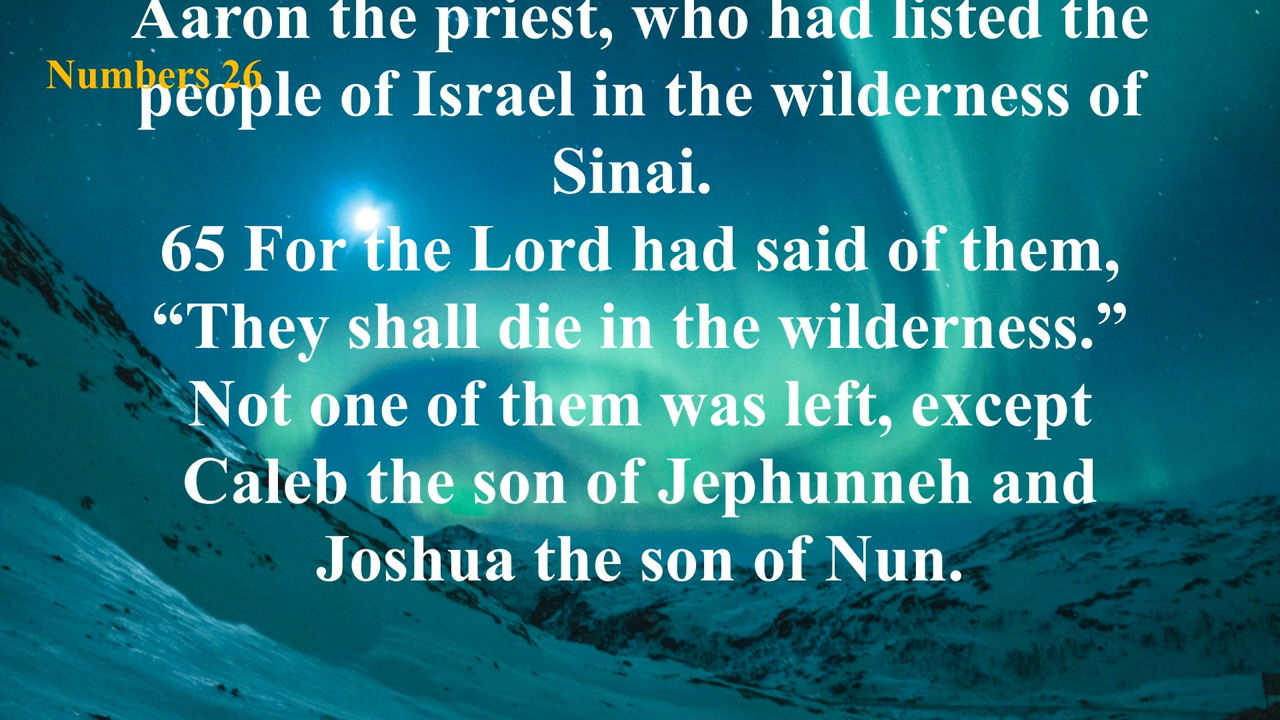 Aaron the priest, who had listed the
Numbers 26
people of Israel in the wilderness of
Sinai.
65 For the Lord had said of them,
“They shall die in the wilderness.”
Not one of them was left, except
Caleb the son of Jephunneh and
Joshua the son of Nun.